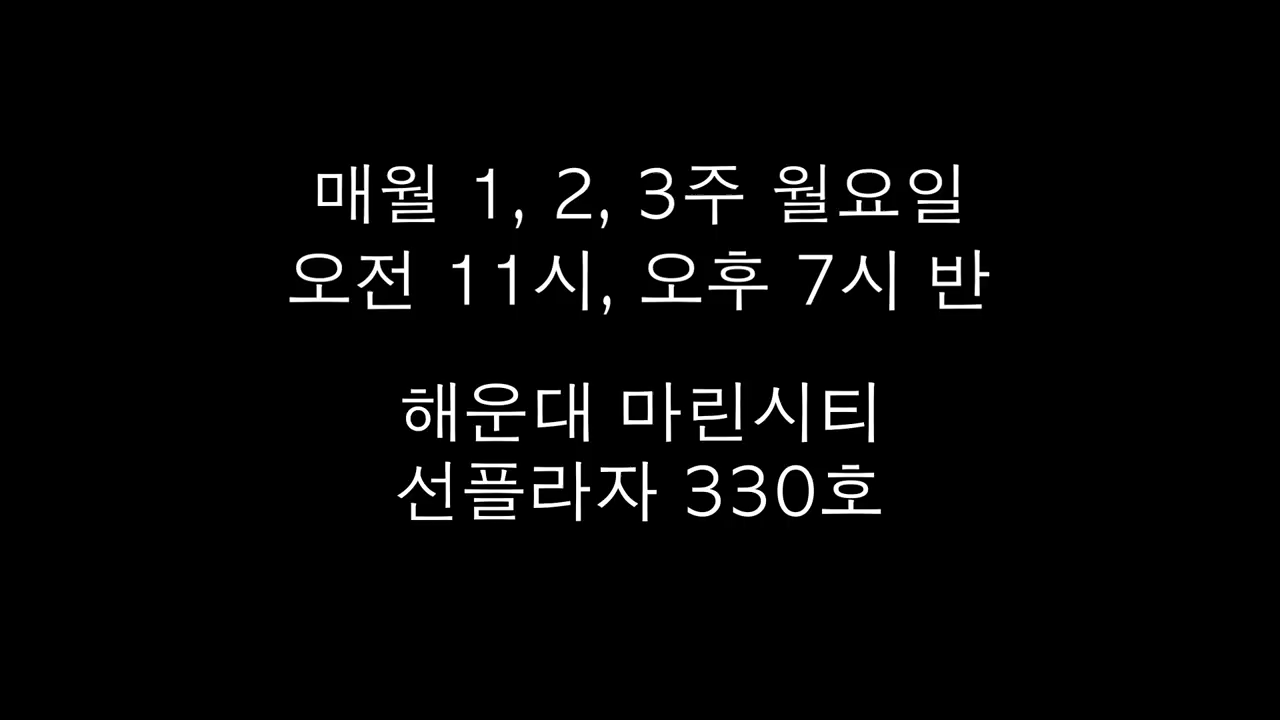 매월 1, 2, 3주 월요일
오전 11시, 오후 7시 반
해운대 마린시티
선플라자 330호